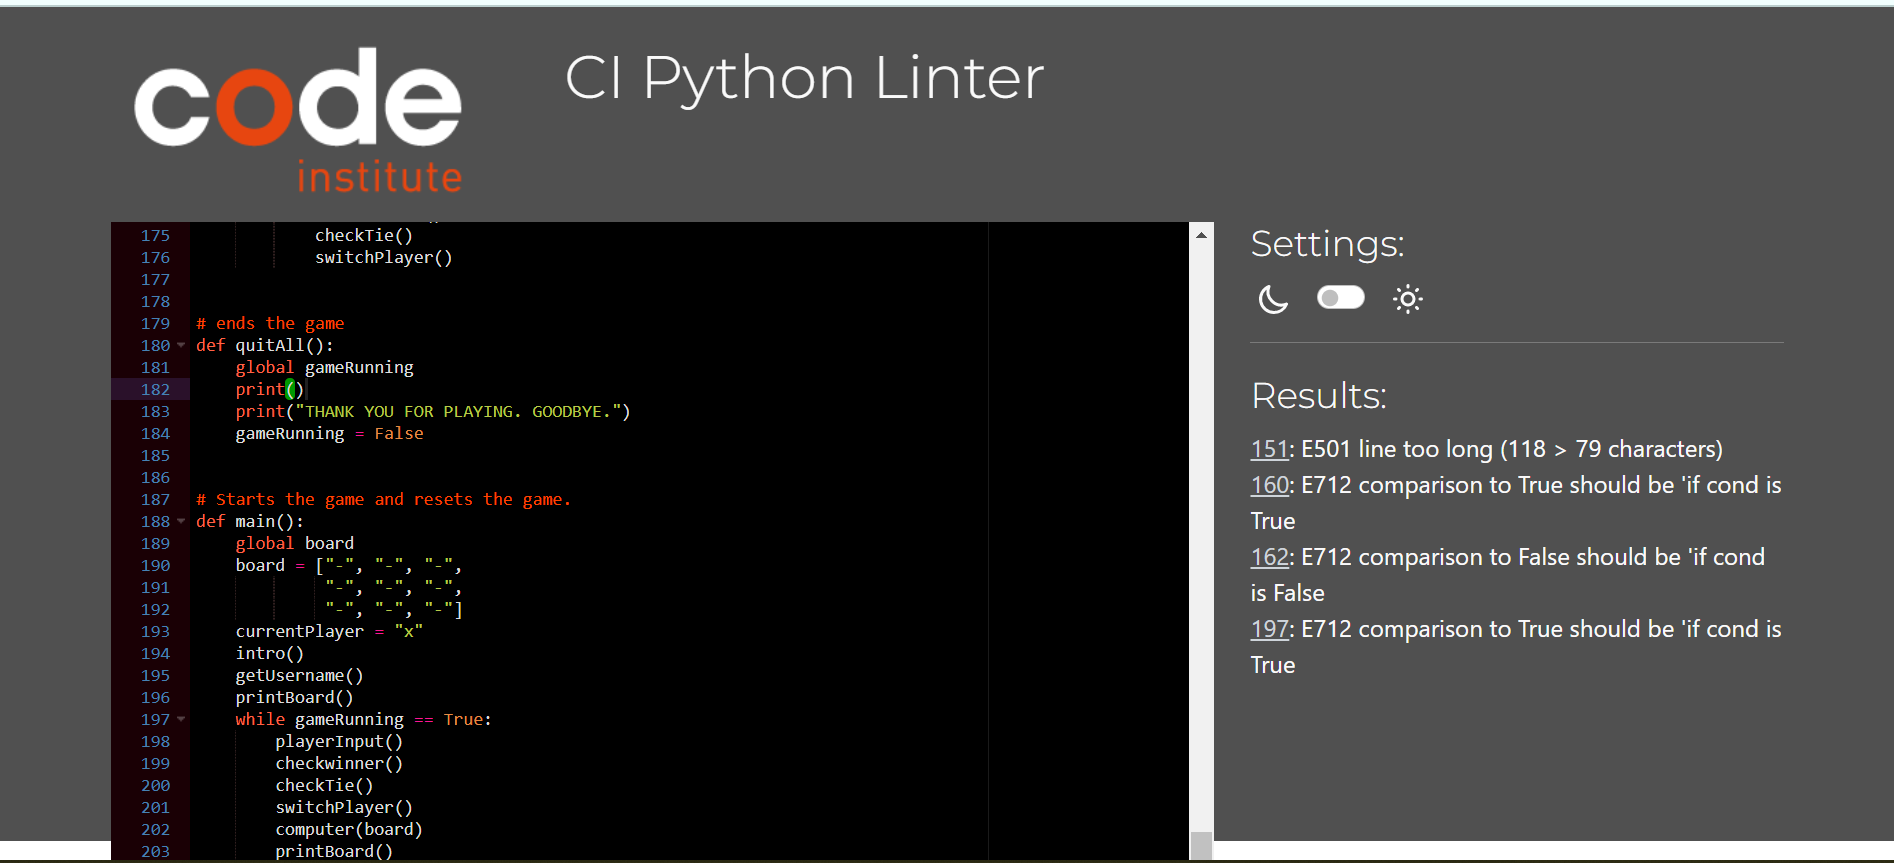 code
institute
CI Python Linter
175 checkTie()
176 switchPlayer()
177
178
179 # ends the game
180 def quitAll():
181 global gameRunning
182 print()
183 print("THANK YOU FOR PLAYING. GOODBYE.")
184 gameRunning = False
185
186
187 # Starts the game and resets the game.
188 def main():
189 global board
190 board = ["-", "-", "-",
191 "-", "-", "-",
192 "-", "-", "-"]
193 currentPlayer = "x"
194 intro()
195 getUsername()
196 printBoard()
197 while gameRunning == True:
198 playerInput()
199 checkwinner()
200 checkTie()
201 switchPlayer()
202 computer(board)
203 printBoard()
Settings:
Results:
151: E501 line too long (118 > 79 characters)
160: E712 comparison to True should be 'if cond is
True
162: E712 comparison to False should be 'if cond
is False
197: E712 comparison to True should be 'if cond is
True